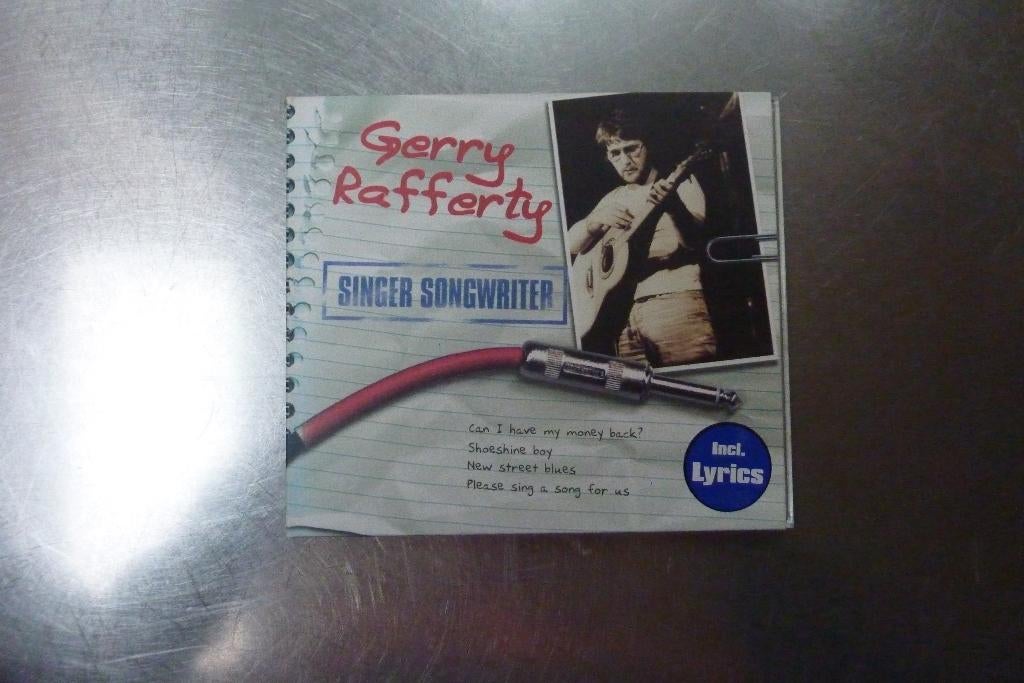 Gerry
Rafferty
SINGER SONGWRITER
Can I have my money back?
Shoeshine boy
New street blues
Please sing a song for us
Incl.
Lyrics